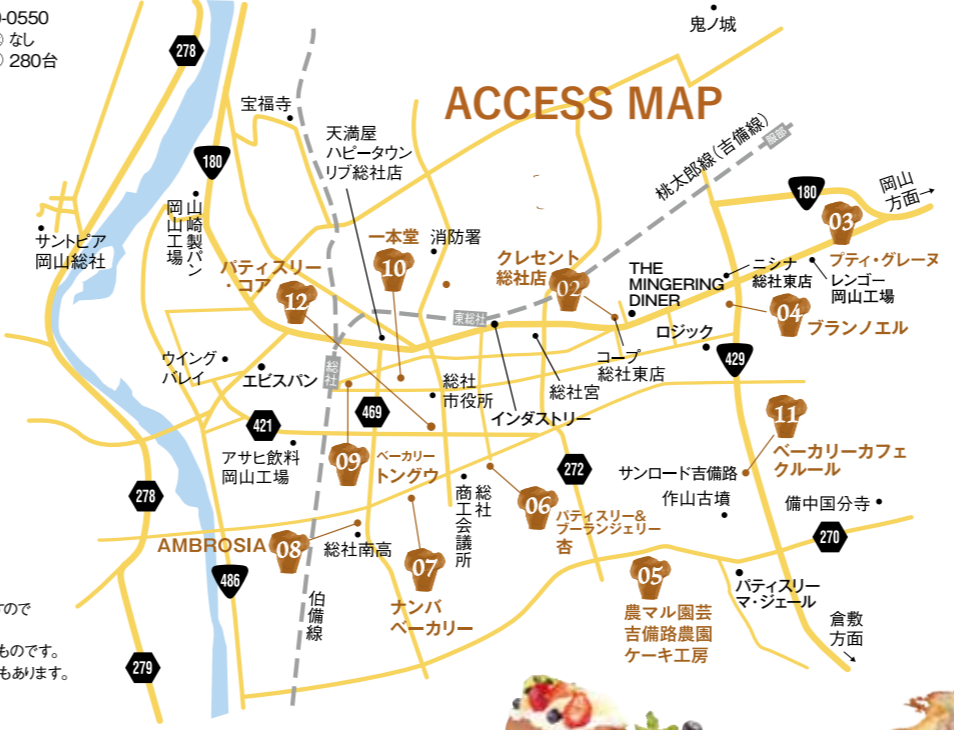 -0550
なし
280台
ACCESS MAP
鬼ノ城
278
宝福寺
180
天満屋
ハピータウン
リブ総社店
桃太郎線(吉備線)
服部
180
岡山
方面→
山崎製パン
岡山工場
サントピア
岡山総社
一本堂
10
消防署
パティスリー
・コア
12
クレセント
総社店
02
THE
MINGERING
DINER
ニシナ
総社東店
03
プティ・グレーヌ
レンゴー
岡山工場
04
ブランノエル
東総社
ロジック
429
コープ
総社東店
総社宮
インダストリー
ウイング
バレイ
エビスパン
総社
総社
市役所
469
421
アサヒ飲料
岡山工場
09
ベーカリー
トングウ
11
ベーカリーカフェ
クルール
272
サンロード吉備路
作山古墳
備中国分寺
270
278
総社
商工会議所
06
パティスリー&
ブーランジェリー
杏
AMBROSIA
08
総社南高
07
ナンバ
ベーカリー
05
農マル園芸
吉備路農園
ケーキ工房
パティスリー
マ・ジェール
倉敷
方面
→
486
伯備線
279
すので
ものです。
もあります。